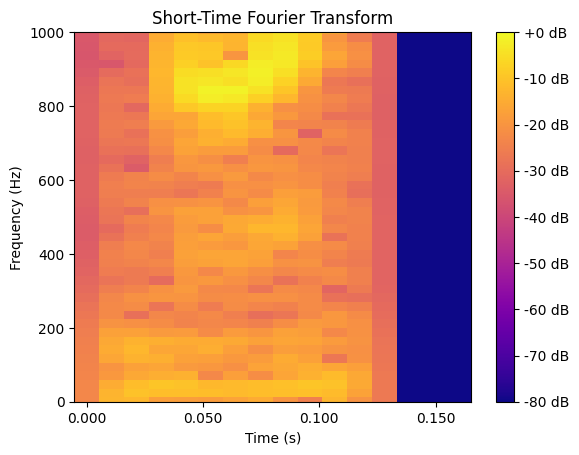 Short-Time Fourier Transform
1000
800
600
400
200
0
Frequency (Hz)
0.000
0.050
0.100
0.150
Time (s)
+0 dB
-10 dB
-20 dB
-30 dB
-40 dB
-50 dB
-60 dB
-70 dB
-80 dB